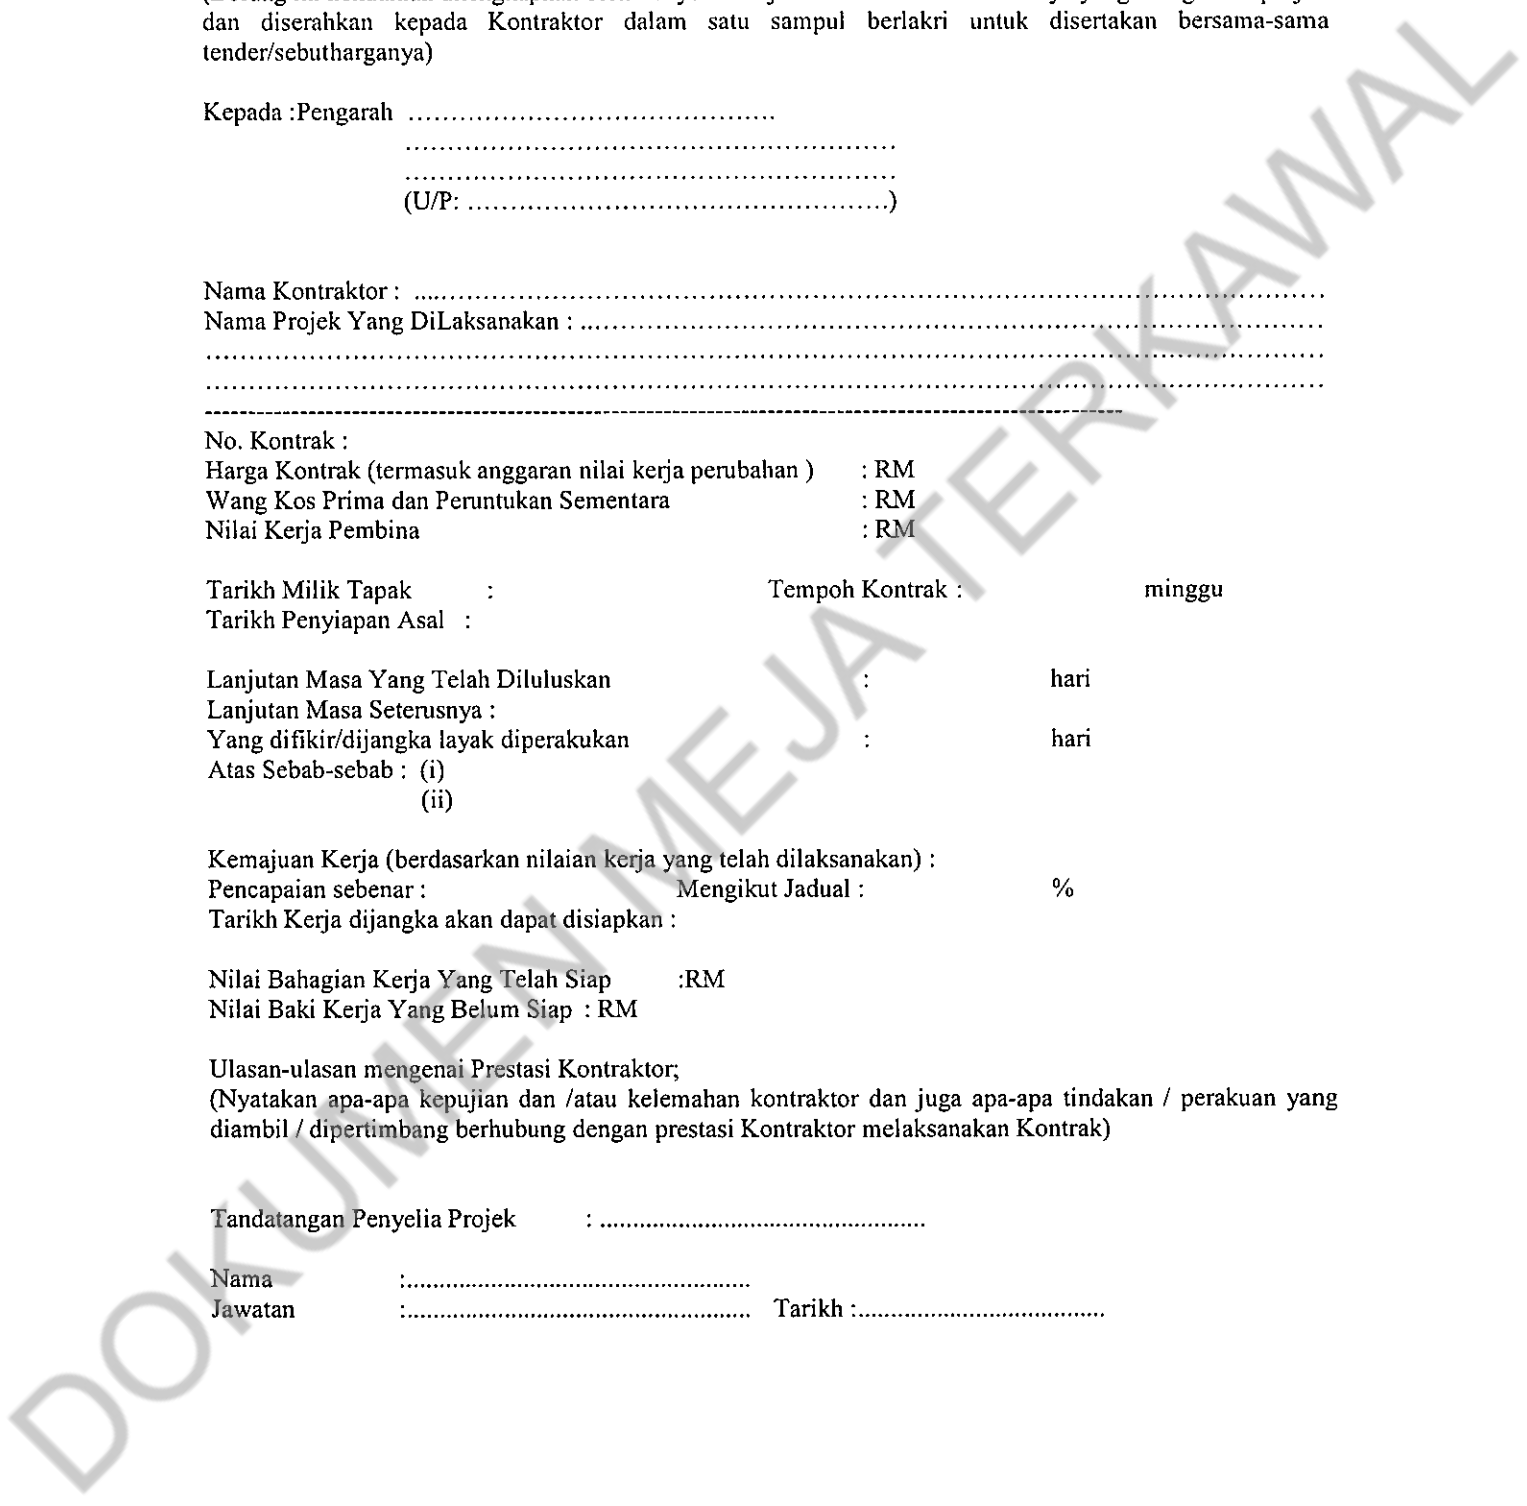 dan diserahkan kepada Kontraktor dalam satu sampul berlakri untuk disertakan bersama-sama
tender/sebutharganya)
Kepada :Pengarah ...........................................
.........................................................
.........................................................
(U/P: .................................................)
Nama Kontraktor : ..........................................................................................................
Nama Projek Yang DiLaksanakan : .......................................................................................
...................................................................................................................................
...................................................................................................................................
-----------------------------------------------------------------------------------------------------------
No. Kontrak :
Harga Kontrak (termasuk anggaran nilai kerja perubahan ) : RM
Wang Kos Prima dan Peruntukan Sementara : RM
Nilai Kerja Pembina : RM
Tarikh Milik Tapak : Tempoh Kontrak : minggu
Tarikh Penyiapan Asal :
Lanjutan Masa Yang Telah Diluluskan : hari
Lanjutan Masa Seterusnya :
Yang difikir/dijangka layak diperakukan : hari
Atas Sebab-sebab : (i)
(ii)
Kemajuan Kerja (berdasarkan nilaian kerja yang telah dilaksanakan) :
Pencapaian sebenar : Mengikut Jadual : %
Tarikh Kerja dijangka akan dapat disiapkan :
Nilai Bahagian Kerja Yang Telah Siap :RM
Nilai Baki Kerja Yang Belum Siap : RM
Ulasan-ulasan mengenai Prestasi Kontraktor;
(Nyatakan apa-apa kepujian dan /atau kelemahan kontraktor dan juga apa-apa tindakan / perakuan yang
diambil / dipertimbang berhubung dengan prestasi Kontraktor melaksanakan Kontrak)
Tandatangan Penyelia Projek : .................................................
Nama :....................................................
Jawatan :.................................................... Tarikh :.....................................
DOKUMEN MEJA TERKAWAL